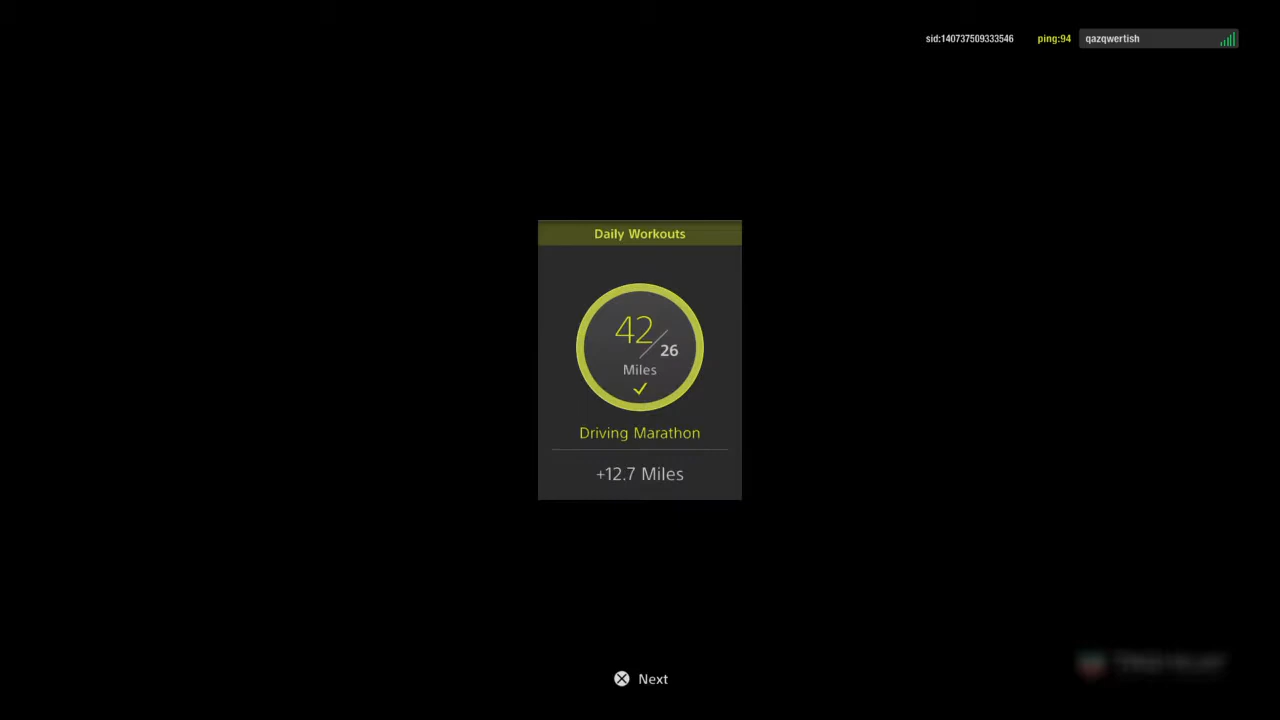 sid:140737509333546 ping:94 qazqwertish
Daily Workouts
42/26
Miles
Driving Marathon
+12.7 Miles
Next